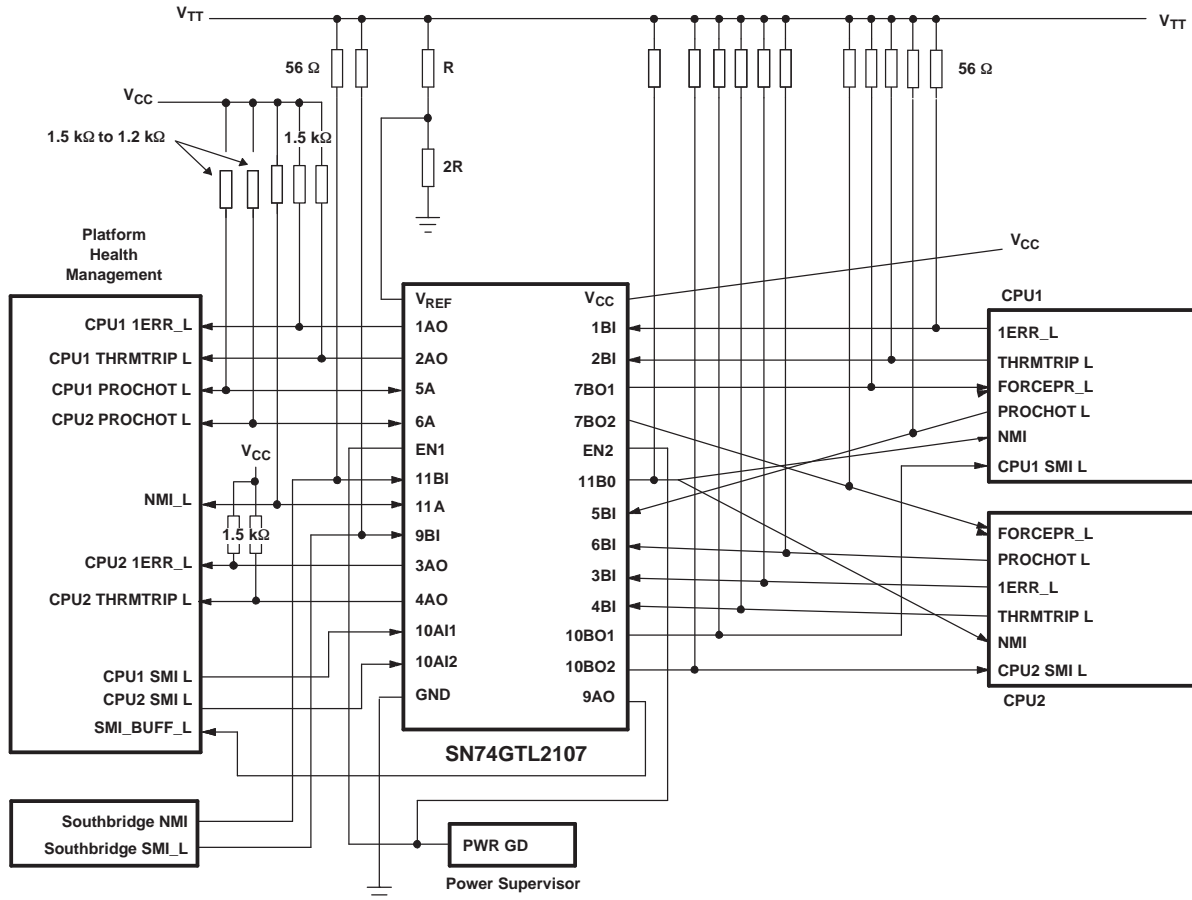 VTT
VTT
56 Ω
R
56 Ω
VCC
1.5 kΩ to 1.2 kΩ
1.5 kΩ
2R
Platform
Health
Management
VCC
CPU1
VREF
VCC
CPU1 1ERR_L
1AO
1BI
1ERR_L
CPU1 THRMTRIP L
2AO
2BI
THRMTRIP L
CPU1 PROCHOT L
5A
7BO1
FORCEPR_L
CPU2 PROCHOT L
6A
7BO2
PROCHOT L
VCC
EN1
EN2
NMI
11BI
11B0
CPU1 SMI L
NMI_L
11A
5BI
1.5 kΩ
9BI
6BI
FORCEPR_L
CPU2 1ERR_L
3AO
3BI
PROCHOT L
1ERR_L
CPU2 THRMTRIP L
4AO
4BI
THRMTRIP L
10AI1
10BO1
NMI
CPU1 SMI L
10AI2
10BO2
CPU2 SMI L
CPU2 SMI L
GND
9AO
CPU2
SMI_BUFF_L
SN74GTL2107
Southbridge NMI
Southbridge SMI_L
PWR GD
Power Supervisor